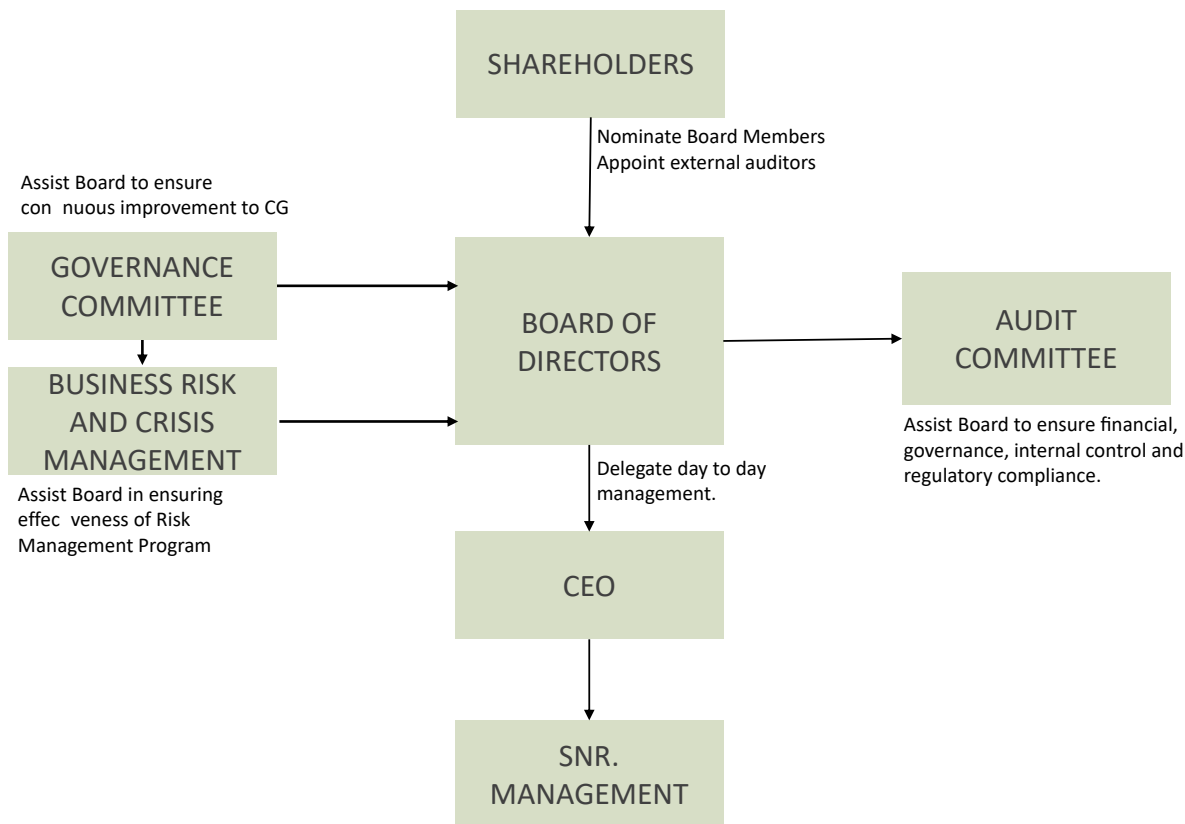 SHAREHOLDERS
Nominate Board Members
Appoint external auditors
Assist Board to ensure
con nuous improvement to CG
GOVERNANCE
COMMITTEE
BOARD OF
DIRECTORS
AUDIT
COMMITTEE
BUSINESS RISK
AND CRISIS
MANAGEMENT
Assist Board to ensure financial,
governance, internal control and
regulatory compliance.
Delegate day to day
management.
Assist Board in ensuring
effec veness of Risk
Management Program
CEO
SNR.
MANAGEMENT